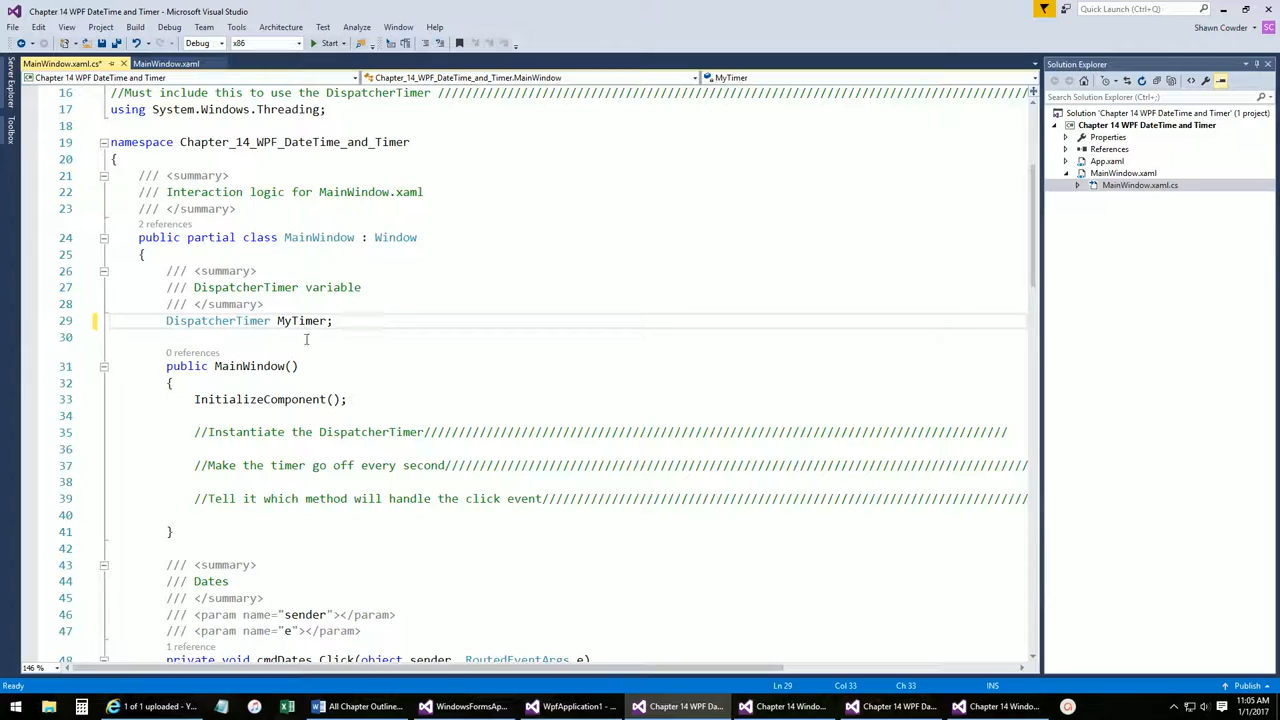 Chapter 14 WPF DateTime and Timer - Microsoft Visual Studio
Quick Launch (Ctrl+Q)
File Edit View Project Build Debug Team Tools Architecture Test Analyze Window Help
Shawn Cowder SC
Debug x86 Start
MainWindow.xaml.cs* MainWindow.xaml
Solution Explorer
Chapter 14 WPF DateTime and Timer Chapter_14_WPF_DateTime_and_Timer.MainWindow MyTimer
Server Explorer
Toolbox
Search Solution Explorer (Ctrl+;)
Solution 'Chapter 14 WPF DateTime and Timer' (1 project)
Chapter 14 WPF DateTime and Timer
Properties
References
App.xaml
MainWindow.xaml
MainWindow.xaml.cs
16 //Must include this to use the DispatcherTimer //////////////////////////////////////////////////////////////////////////////////////
17 using System.Windows.Threading;
18
19 namespace Chapter_14_WPF_DateTime_and_Timer
20 {
21 /// <summary>
22 /// Interaction logic for MainWindow.xaml
23 /// </summary>
2 references
24 public partial class MainWindow : Window
25 {
26 /// <summary>
27 /// DispatcherTimer variable
28 /// </summary>
29 DispatcherTimer MyTimer;
30
0 references
31 public MainWindow()
32 {
33 InitializeComponent();
34
35 //Instantiate the DispatcherTimer////////////////////////////////////////////////////////////////////////////////////
36
37 //Make the timer go off every second////////////////////////////////////////////////////////////////////////////////////
38
39 //Tell it which method will handle the click event//////////////////////////////////////////////////////////////////////
40
41 }
42
43 /// <summary>
44 /// Dates
45 /// </summary>
46 /// <param name="sender"></param>
47 /// <param name="e"></param>
1 reference
48 private void cmdDates_Click(object sender, RoutedEventArgs e)
146 %
Ready Ln 29 Col 33 Ch 33 INS Publish
1 of 1 uploaded -... All Chapter Outline... WindowsFormsAp... WpfApplication1 -... Chapter 14 WPF Da... Chapter 14 Windo... Chapter 14 WPF Da... Chapter 14 Windo...
11:05 AM
1/1/2017